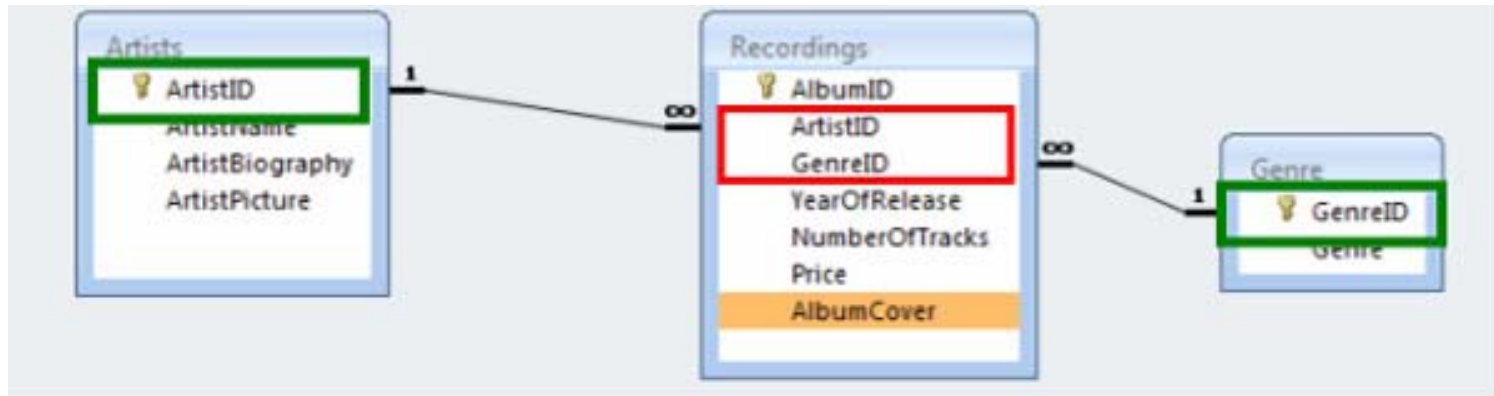 Artists
ArtistID
ArtistName
ArtistBiography
ArtistPicture
1
∞
Recordings
AlbumID
ArtistID
GenreID
YearOfRelease
NumberOfTracks
Price
AlbumCover
∞
1
Genre
GenreID
Genre